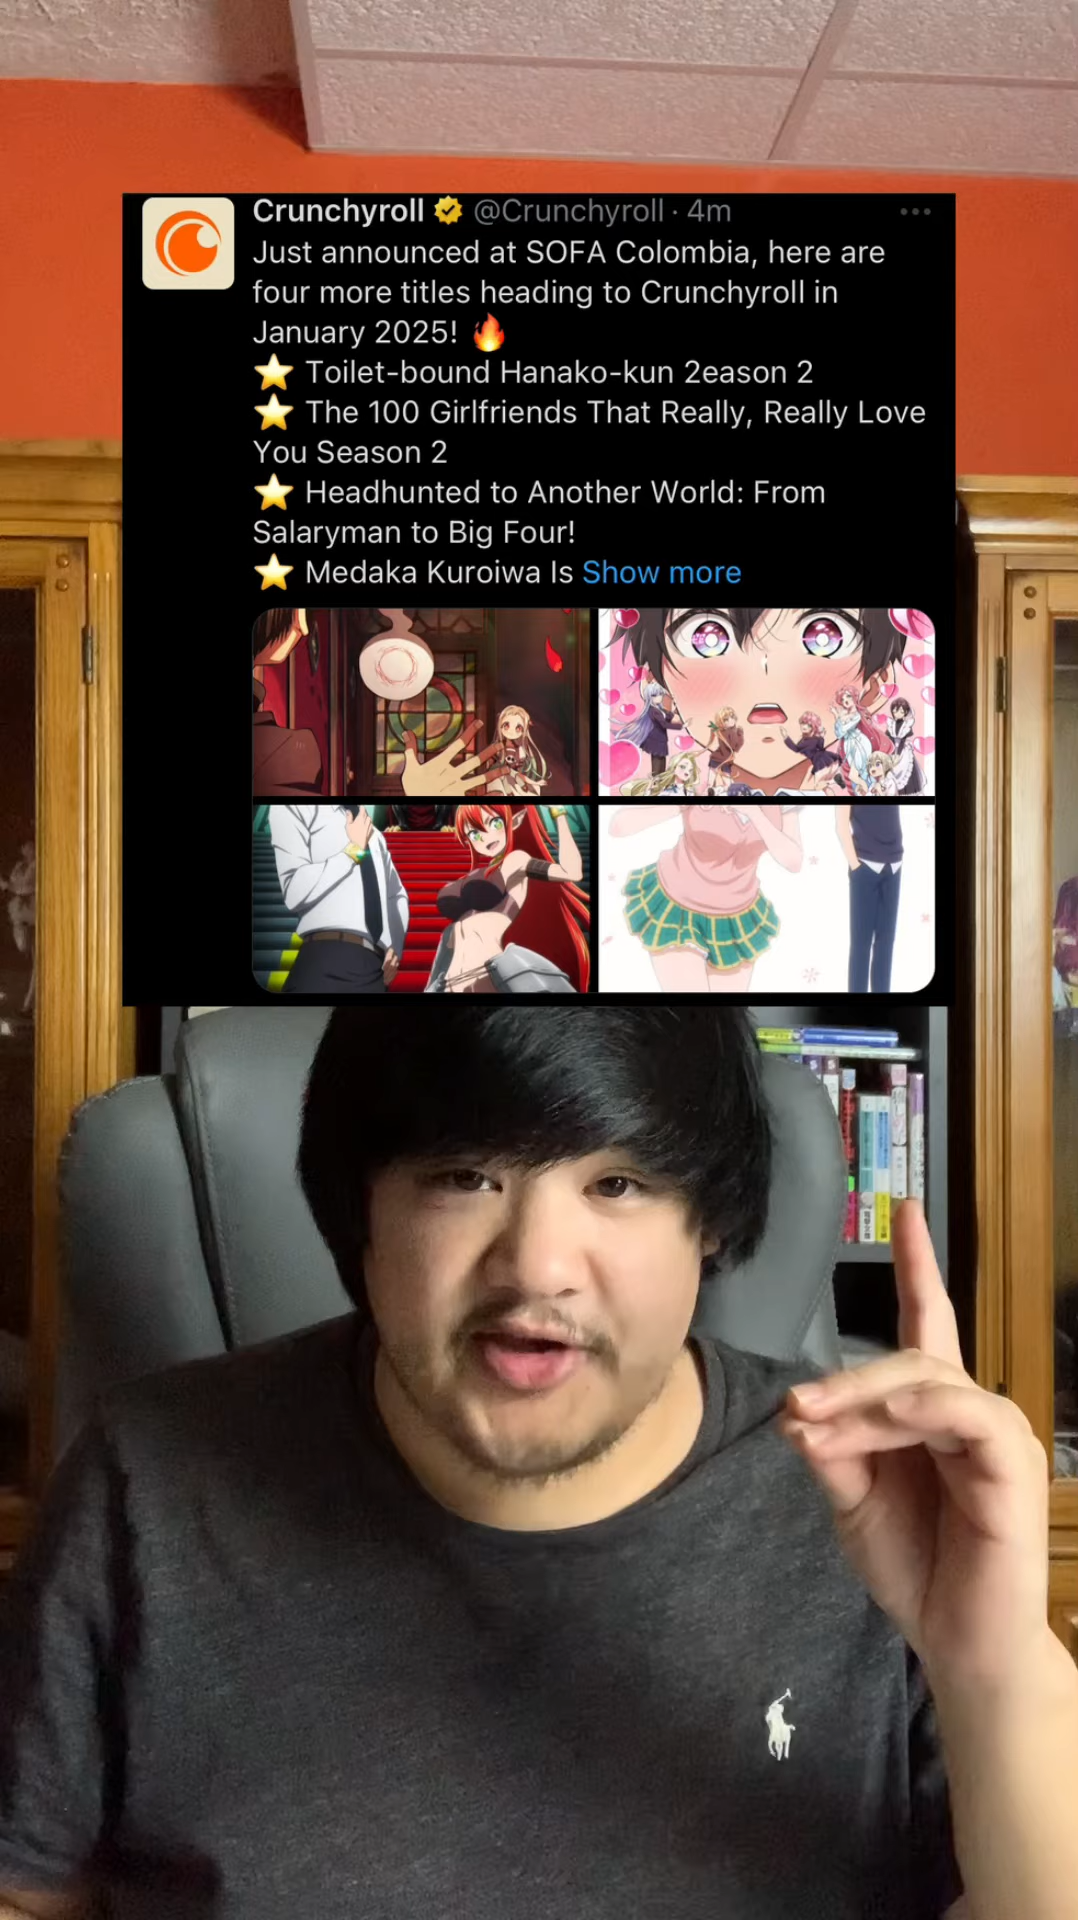 Crunchyroll @Crunchyroll · 4m
Just announced at SOFA Colombia, here are
four more titles heading to Crunchyroll in
January 2025! 🔥
⭐ Toilet-bound Hanako-kun 2eason 2
⭐ The 100 Girlfriends That Really, Really Love
You Season 2
⭐ Headhunted to Another World: From
Salaryman to Big Four!
⭐ Medaka Kuroiwa Is Show more